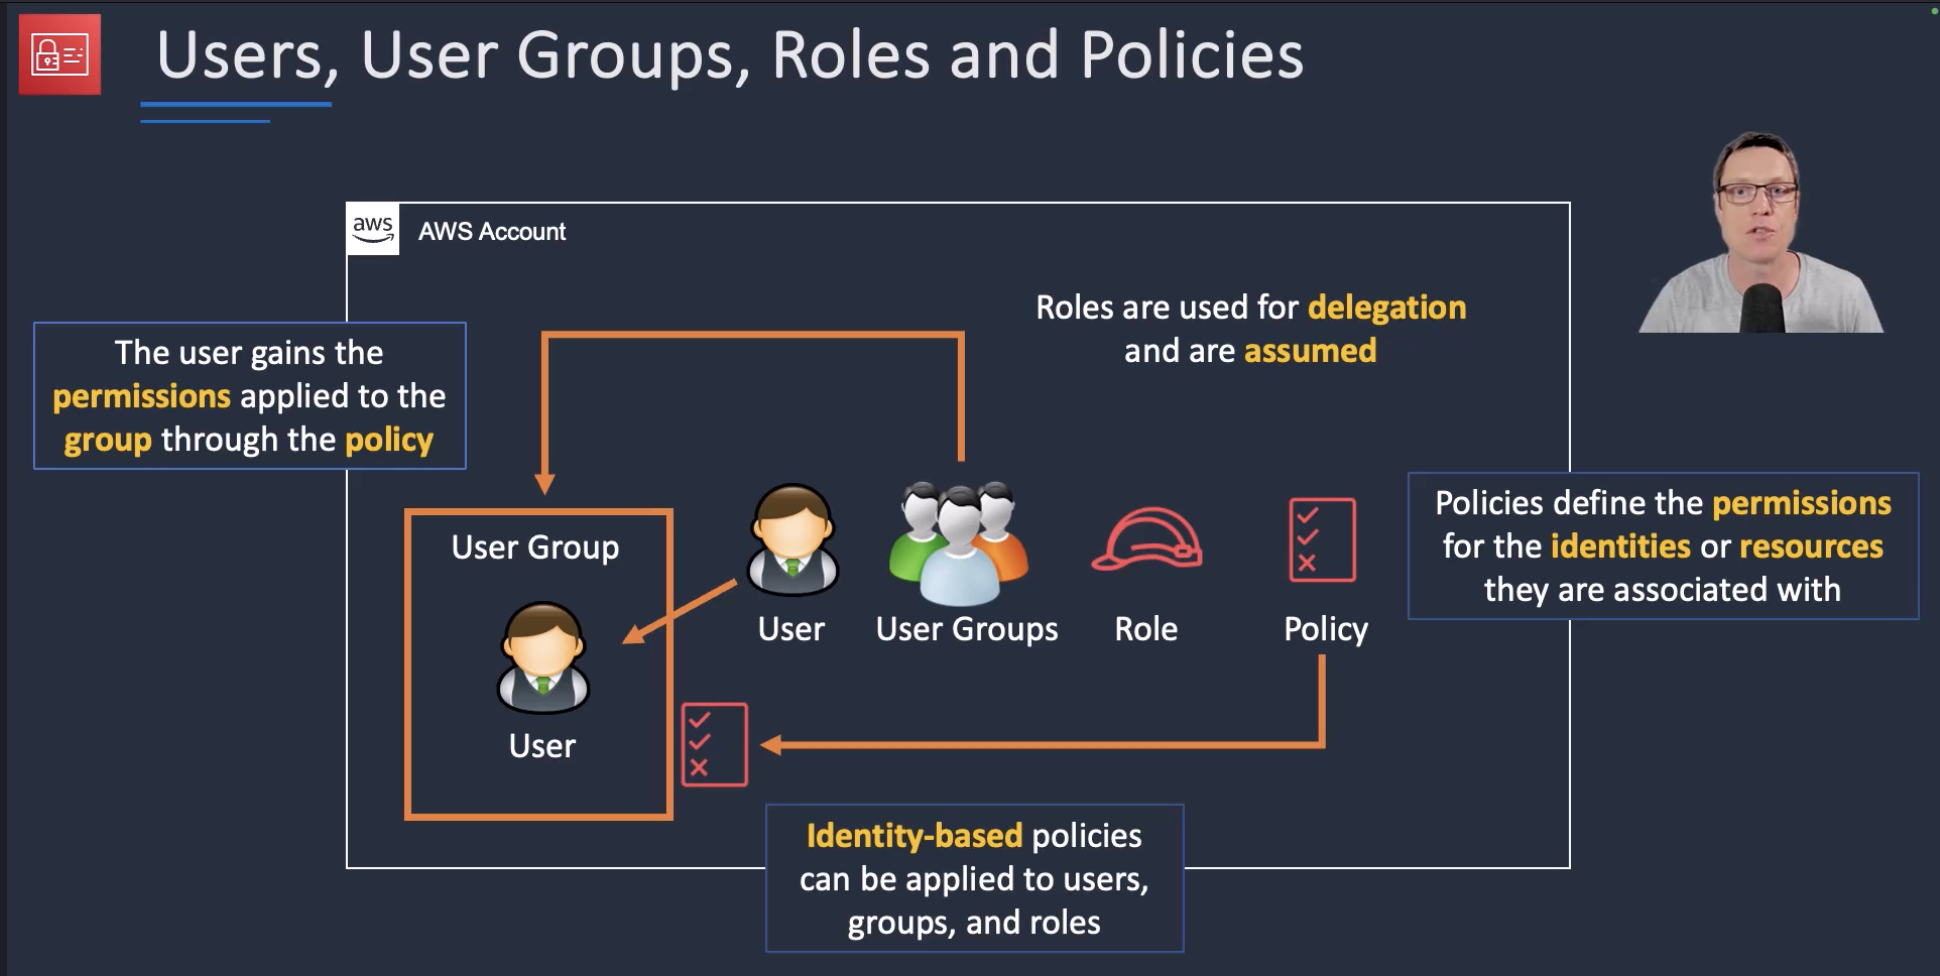 Users, User Groups, Roles and Policies
aws
AWS Account
Roles are used for delegation
and are assumed
The user gains the
permissions applied to the
group through the policy
User Group
User
User
User Groups
Role
Policy
Policies define the permissions
for the identities or resources
they are associated with
Identity-based policies
can be applied to users,
groups, and roles